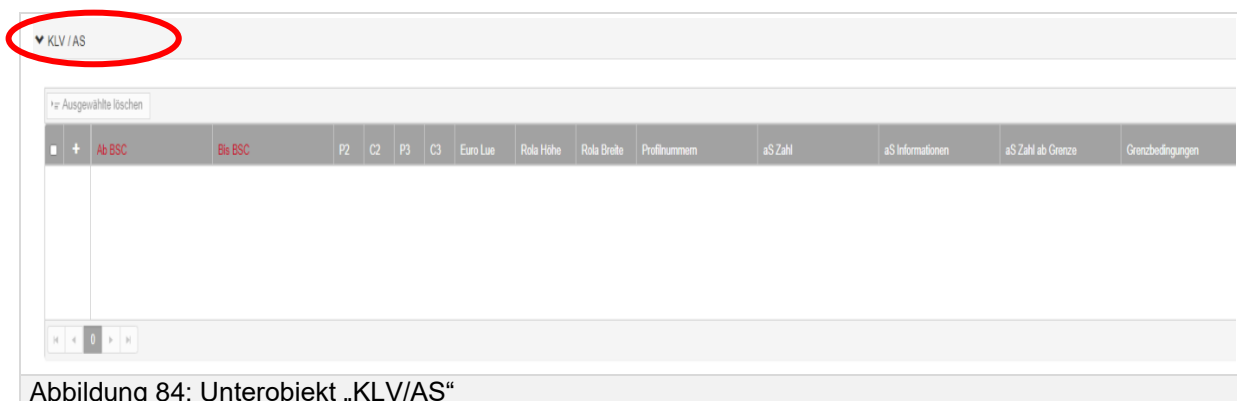 KLV / AS
Ausgewählte löschen
+ Ab BSC Bis BSC P2 C2 P3 C3 Euro Lue Rola Höhe Rola Breite Profilnummern aS Zahl aS Informationen aS Zahl ab Grenze Grenzbedingungen
0
Abbildung 84: Unterobjekt „KLV/AS“